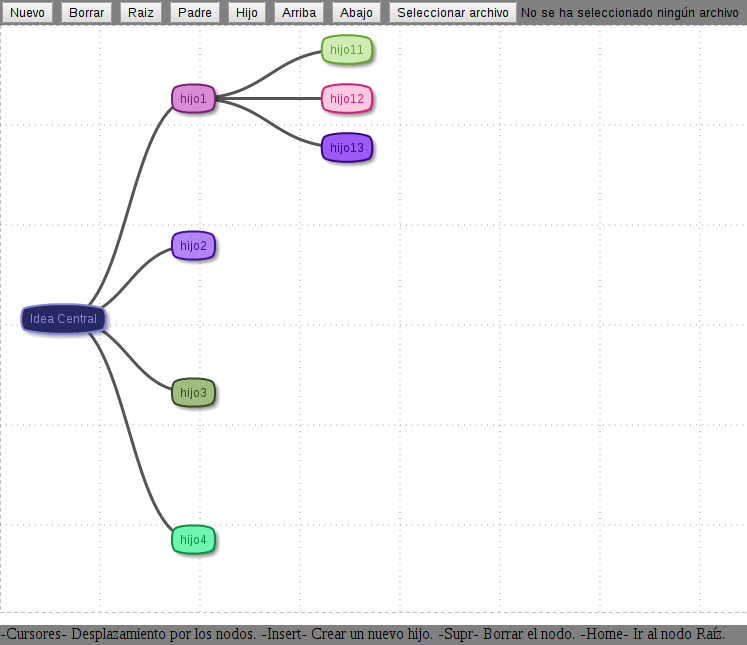 Nuevo Borrar Raiz Padre Hijo Arriba Abajo Seleccionar archivo No se ha seleccionado ningún archivo
hijo11
hijo1 hijo12
hijo13
hijo2
Idea Central
hijo3
hijo4
-Cursores- Desplazamiento por los nodos. -Insert- Crear un nuevo hijo. -Supr- Borrar el nodo. -Home- Ir al nodo Raíz.